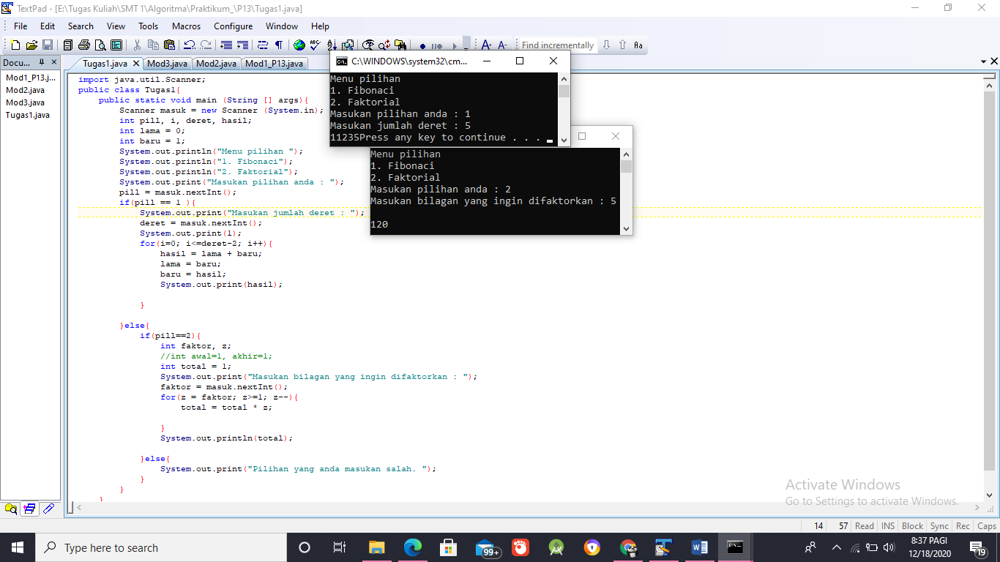 TextPad - [E:\Tugas Kuliah\SMT 1\Algoritma\Praktikum_\P13\Tugas1.java]
File Edit Search View Tools Macros Configure Window Help
Find incrementally
Aa
Docu...
Tugas1.java Mod3.java Mod2.java Mod1_P13.java
Mod1_P13.j...
Mod2.java
Mod3.java
Tugas1.java
import java.util.Scanner;
public class Tugas1{
public static void main (String [] args){
Scanner masuk = new Scanner (System.in);
int pill, i, deret, hasil;
int lama = 0;
int baru = 1;
System.out.println("Menu pilihan ");
System.out.println("1. Fibonaci");
System.out.println("2. Faktorial");
System.out.print("Masukan pilihan anda : ");
pill = masuk.nextInt();
if(pill == 1 ){
System.out.print("Masukan jumlah deret : ");
deret = masuk.nextInt();
System.out.print(1);
for(i=0; i<=deret-2; i++){
hasil = lama + baru;
lama = baru;
baru = hasil;
System.out.print(hasil);
}
}else{
if(pill==2){
int faktor, z;
//int awal=1, akhir=1;
int total = 1;
System.out.print("Masukan bilagan yang ingin difaktorkan : ");
faktor = masuk.nextInt();
for(z = faktor; z>=1; z--){
total = total * z;
}
System.out.println(total);
}else{
System.out.print("Pilihan yang anda masukan salah. ");
}
}
}
C:\WINDOWS\system32\cm...
Menu pilihan
1. Fibonaci
2. Faktorial
Masukan pilihan anda : 1
Masukan jumlah deret : 5
11235Press any key to continue . . .
Menu pilihan
1. Fibonaci
2. Faktorial
Masukan pilihan anda : 2
Masukan bilagan yang ingin difaktorkan : 5
120
Activate Windows
Go to Settings to activate Windows.
14 57 Read INS Block Sync Rec Caps
Type here to search
99+
8:37 PAGI
12/18/2020
19